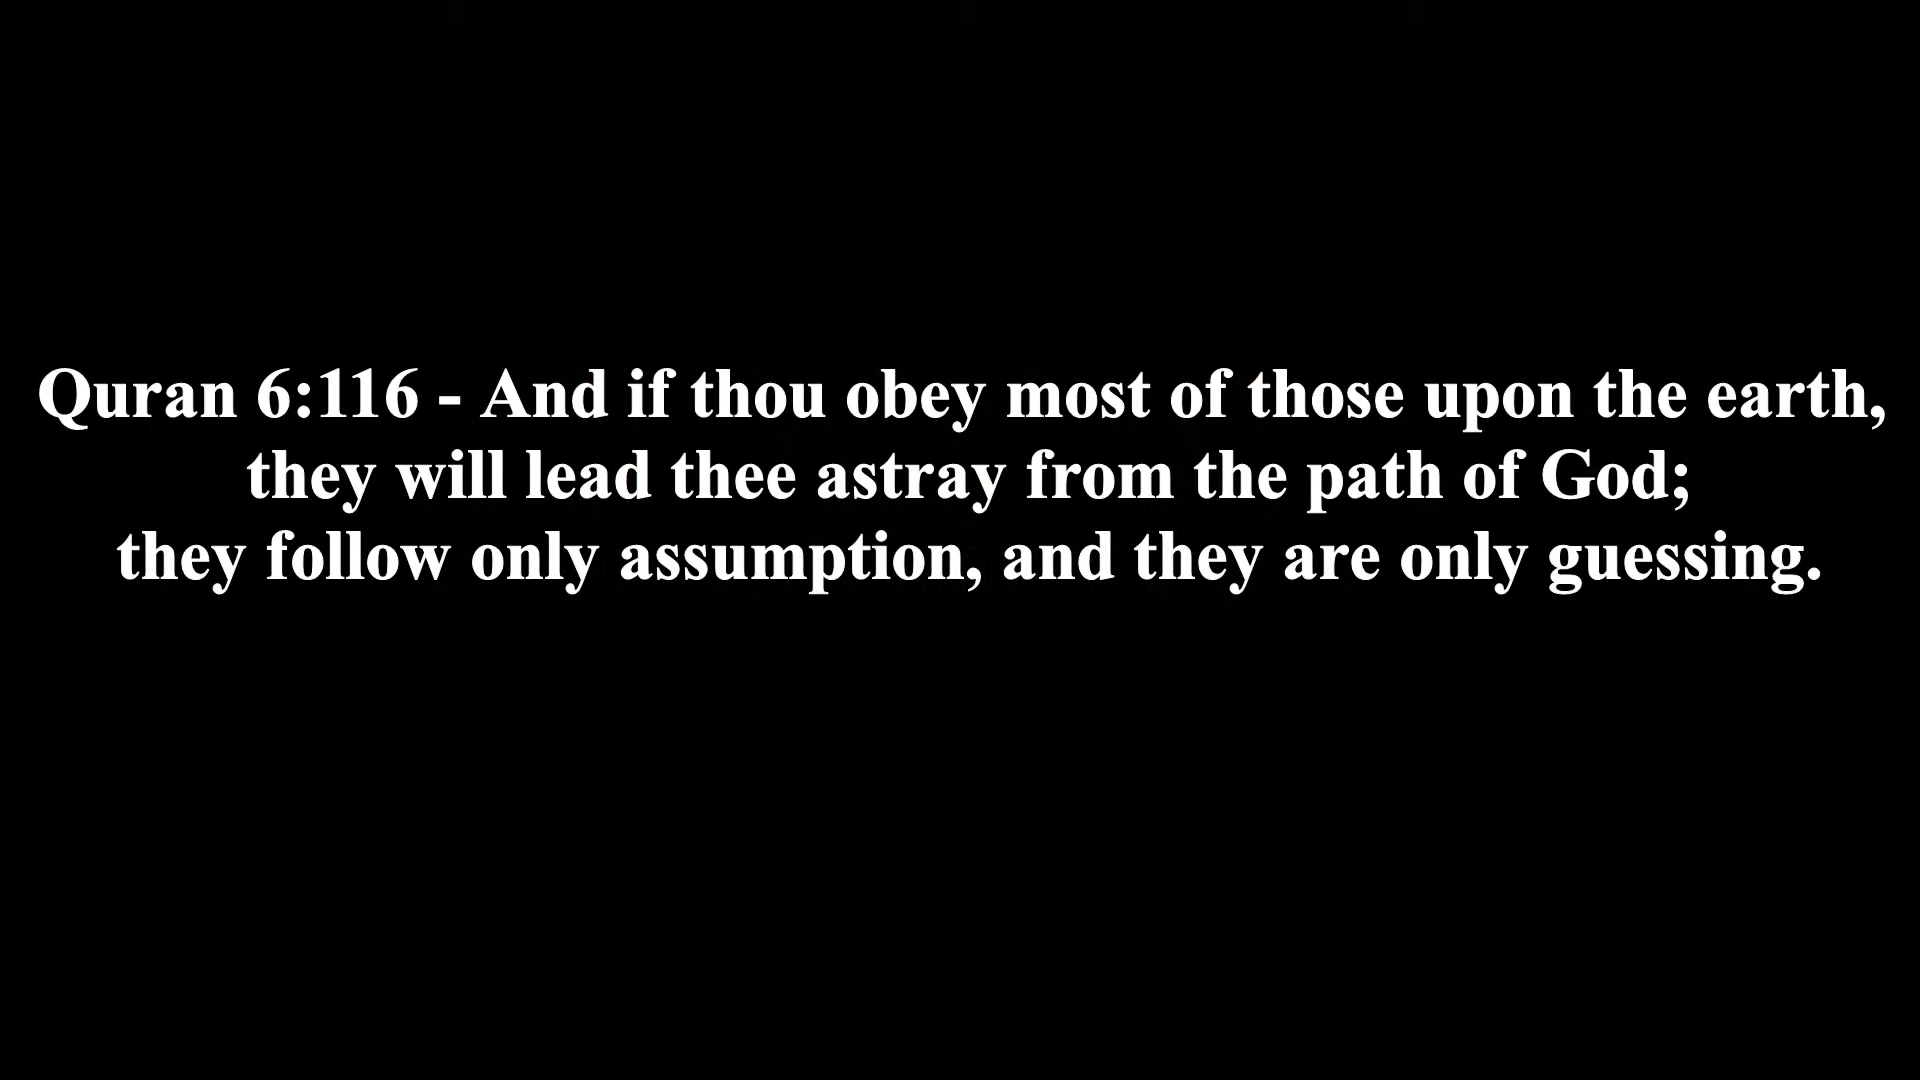 Quran 6:116 - And if thou obey most of those upon the earth,
they will lead thee astray from the path of God;
they follow only assumption, and they are only guessing.